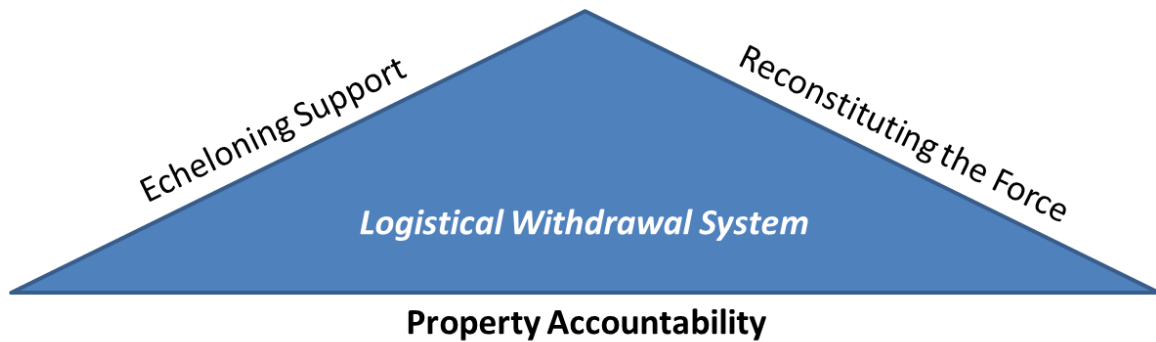 Echeloning Support
Reconstituting the Force
Logistical Withdrawal System
Property Accountability